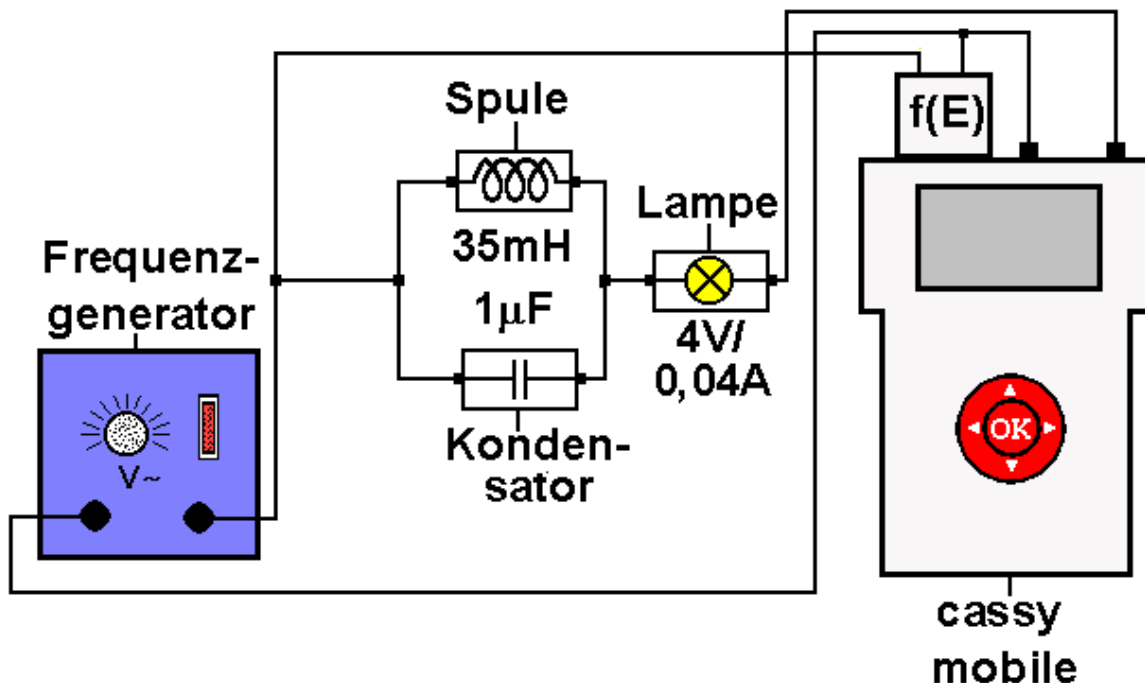 Spule
35mH
f(E)
Lampe
4V/
0,04A
Frequenz-
generator
V~
1µF
Konden-
sator
OK
cassy
mobile